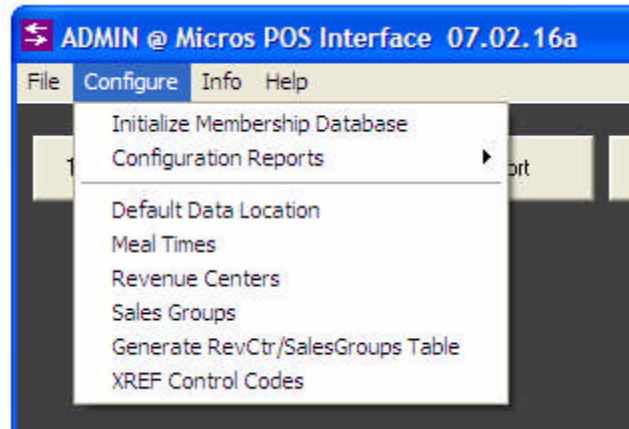 ADMIN @ Micros POS Interface 07.02.16a
File Configure Info Help
Initialize Membership Database
Configuration Reports
Default Data Location
Meal Times
Revenue Centers
Sales Groups
Generate RevCtr/SalesGroups Table
XREF Control Codes